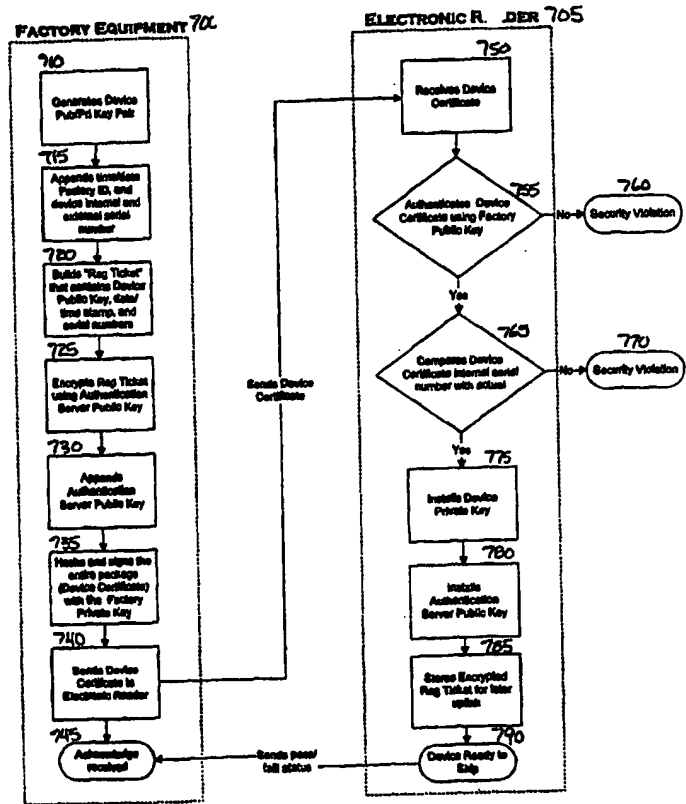 FACTORY EQUIPMENT 700
710
Generates Device
Pub/Pri Key Pair
715
Appends time/date
Factory ID, and
device internal and
external serial
number
720
Builds "Reg Ticket"
that contains Device
Public Key, date/
time stamp, and
serial numbers
725
Encrypts Reg Ticket
using Authentication
Server Public Key
730
Appends
Authentication
Server Public Key
735
Hashs and signs the
entire package
(Device Certificate)
with the Factory
Private Key
740
Sends Device
Certificate to
Electronic Reader
745
Acknowledge
received
Sends Device
Certificate
Sends pass/
fail status
ELECTRONIC R DER 705
750
Receives Device
Certificate
755
Authenticates Device
Certificate using Factory
Public Key
No
760
Security Violation
Yes
765
Compares Device
Certificate internal serial
number with actual
No
770
Security Violation
Yes
775
Installs Device
Private Key
780
Installs
Authentication
Server Public Key
785
Stores Encrypted
Reg Ticket for later
790
Device Ready to
Ship